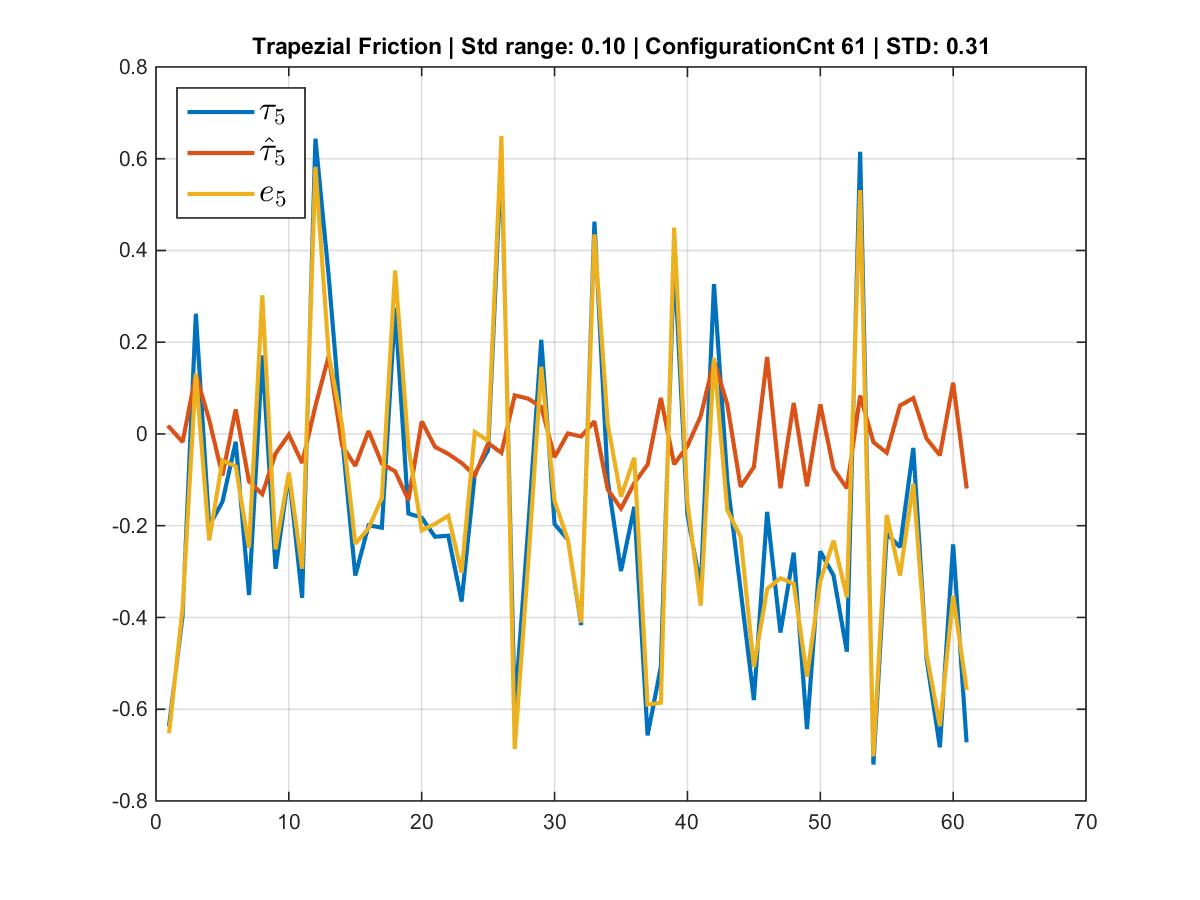 Trapezial Friction | Std range: 0.10 | ConfigurationCnt 61 | STD: 0.31
0.8
0.6
0.4
0.2
0
-0.2
-0.4
-0.6
-0.8
τ₅
τ̂₅
e₅
0 10 20 30 40 50 60 70